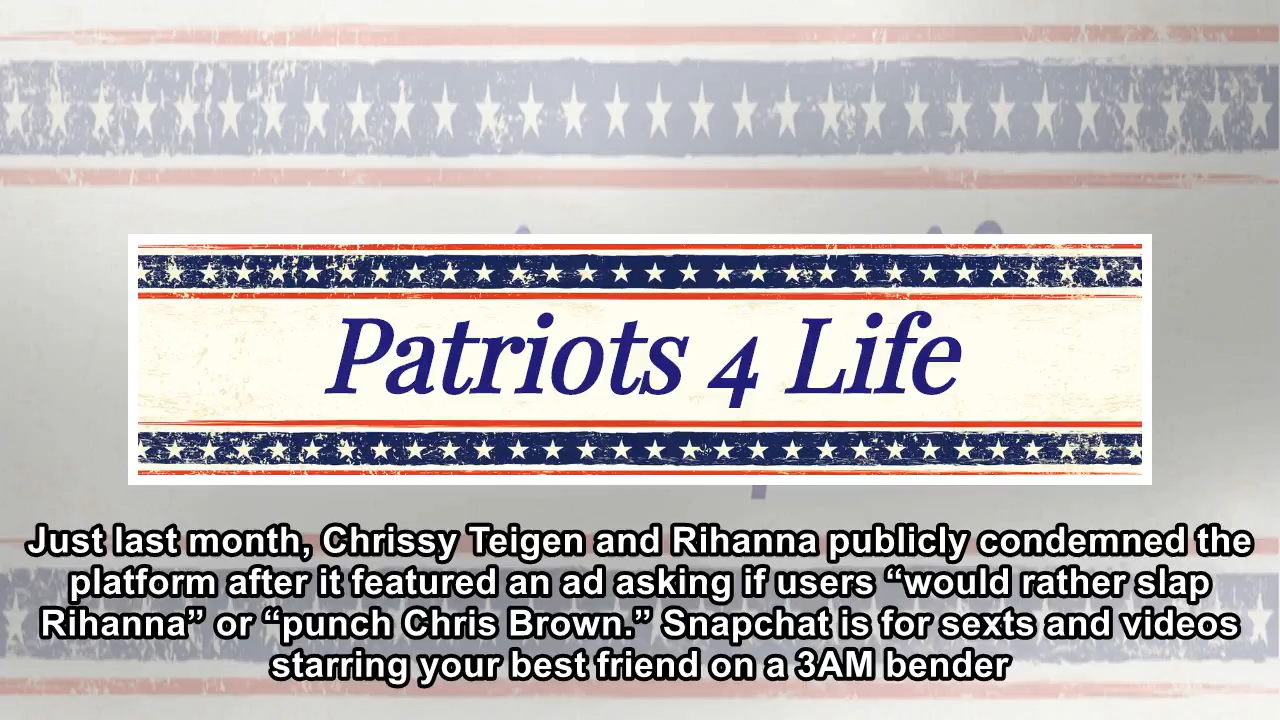 Patriots 4 Life
Just last month, Chrissy Teigen and Rihanna publicly condemned the
platform after it featured an ad asking if users “would rather slap
Rihanna” or “punch Chris Brown.” Snapchat is for sexts and videos
starring your best friend on a 3AM bender